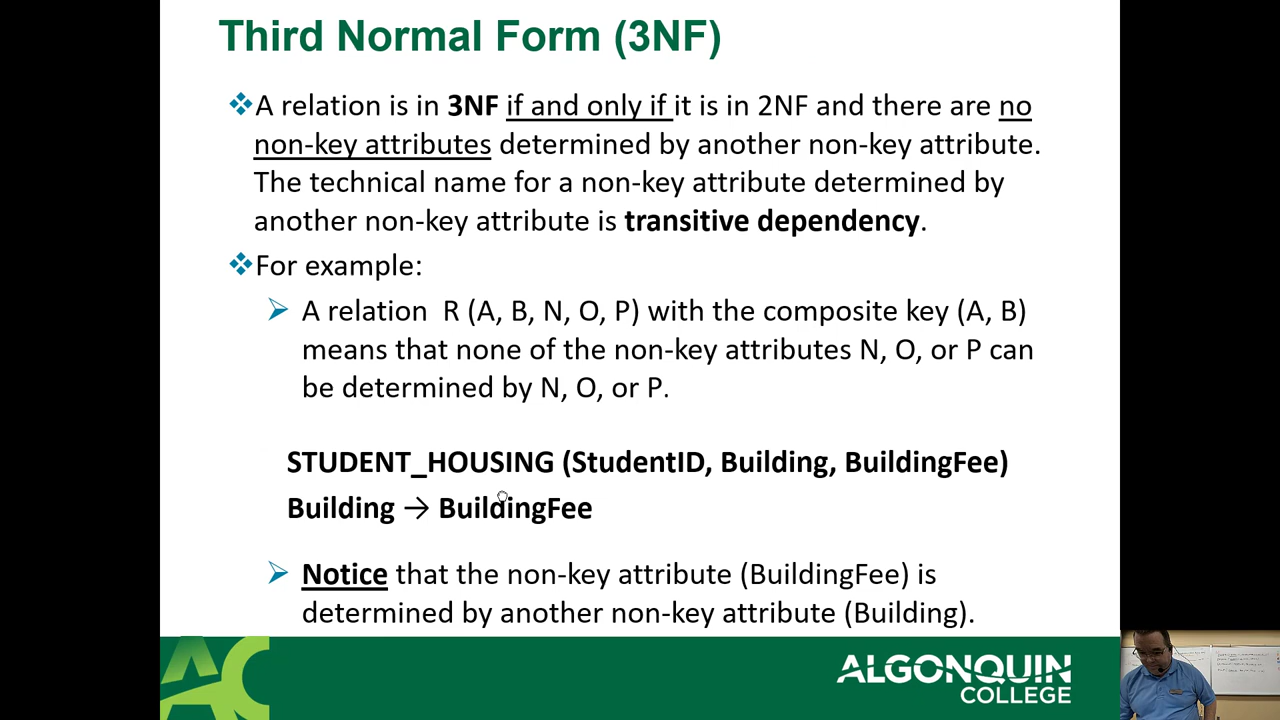 Third Normal Form (3NF)
A relation is in 3NF if and only if it is in 2NF and there are no
non-key attributes determined by another non-key attribute.
The technical name for a non-key attribute determined by
another non-key attribute is transitive dependency.
For example:
A relation R (A, B, N, O, P) with the composite key (A, B)
means that none of the non-key attributes N, O, or P can
be determined by N, O, or P.
STUDENT_HOUSING (StudentID, Building, BuildingFee)
Building → BuildingFee
Notice that the non-key attribute (BuildingFee) is
determined by another non-key attribute (Building).
AC
ALGONQUIN
COLLEGE